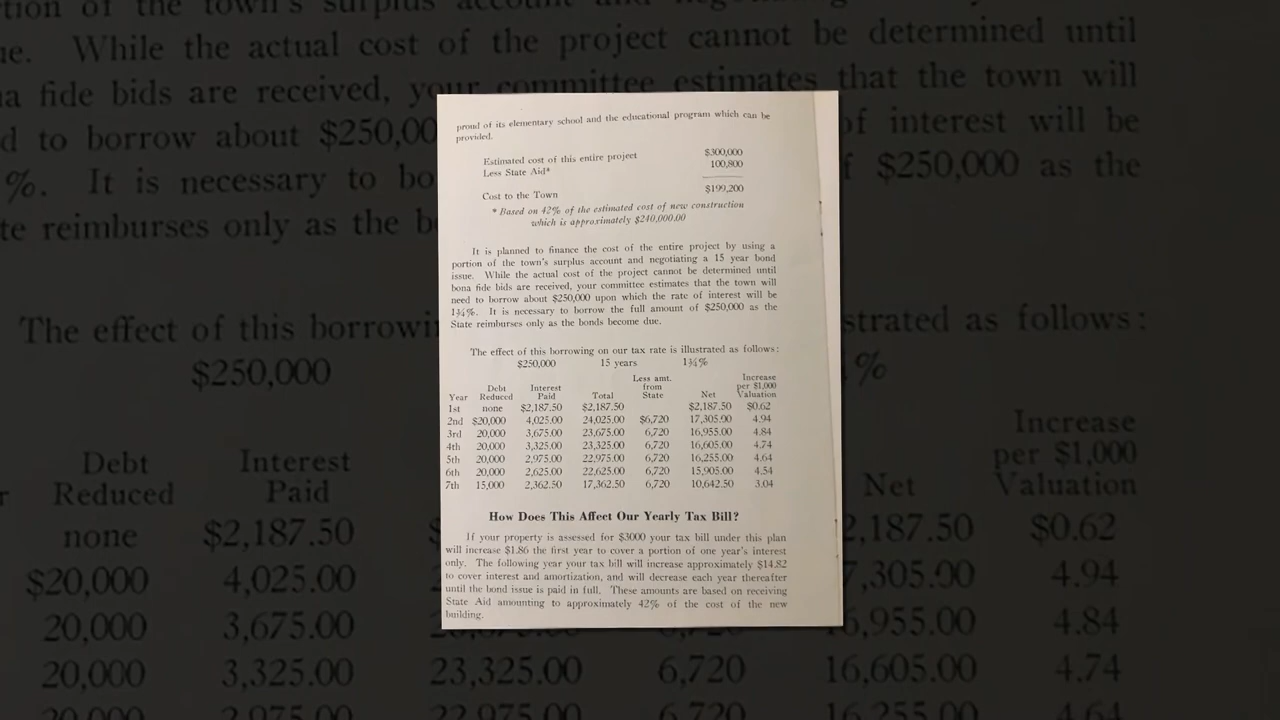 proud of its elementary school and the educational program which can be
provided.
Estimated cost of this entire project $300,000
Less State Aid* 100,800
Cost to the Town $199,200
* Based on 42% of the estimated cost of new construction
which is approximately $240,000.00
It is planned to finance the cost of the entire project by using a
portion of the town's surplus account and negotiating a 15 year bond
issue. While the actual cost of the project cannot be determined until
bona fide bids are received, your committee estimates that the town will
need to borrow about $250,000 upon which the rate of interest will be
1¾%. It is necessary to borrow the full amount of $250,000 as the
State reimburses only as the bonds become due.
The effect of this borrowing on our tax rate is illustrated as follows:
$250,000 15 years 1¾%
Less amt. Increase
Debt Interest from per $1,000
Year Reduced Paid Total State Net Valuation
1st none $2,187.50 $2,187.50 $2,187.50 $0.62
2nd $20,000 4,025.00 24,025.00 $6,720 17,305.00 4.94
3rd 20,000 3,675.00 23,675.00 6,720 16,955.00 4.84
4th 20,000 3,325.00 23,325.00 6,720 16,605.00 4.74
5th 20,000 2,975.00 22,975.00 6,720 16,255.00 4.64
6th 20,000 2,625.00 22,625.00 6,720 15,905.00 4.54
7th 15,000 2,362.50 17,362.50 6,720 10,642.50 3.04
How Does This Affect Our Yearly Tax Bill?
If your property is assessed for $3000 your tax bill under this plan
will increase $1.86 the first year to cover a portion of one year's interest
only. The following year your tax bill will increase approximately $14.82
to cover interest and amortization, and will decrease each year thereafter
until the bond issue is paid in full. These amounts are based on receiving
State Aid amounting to approximately 42% of the cost of the new
building.